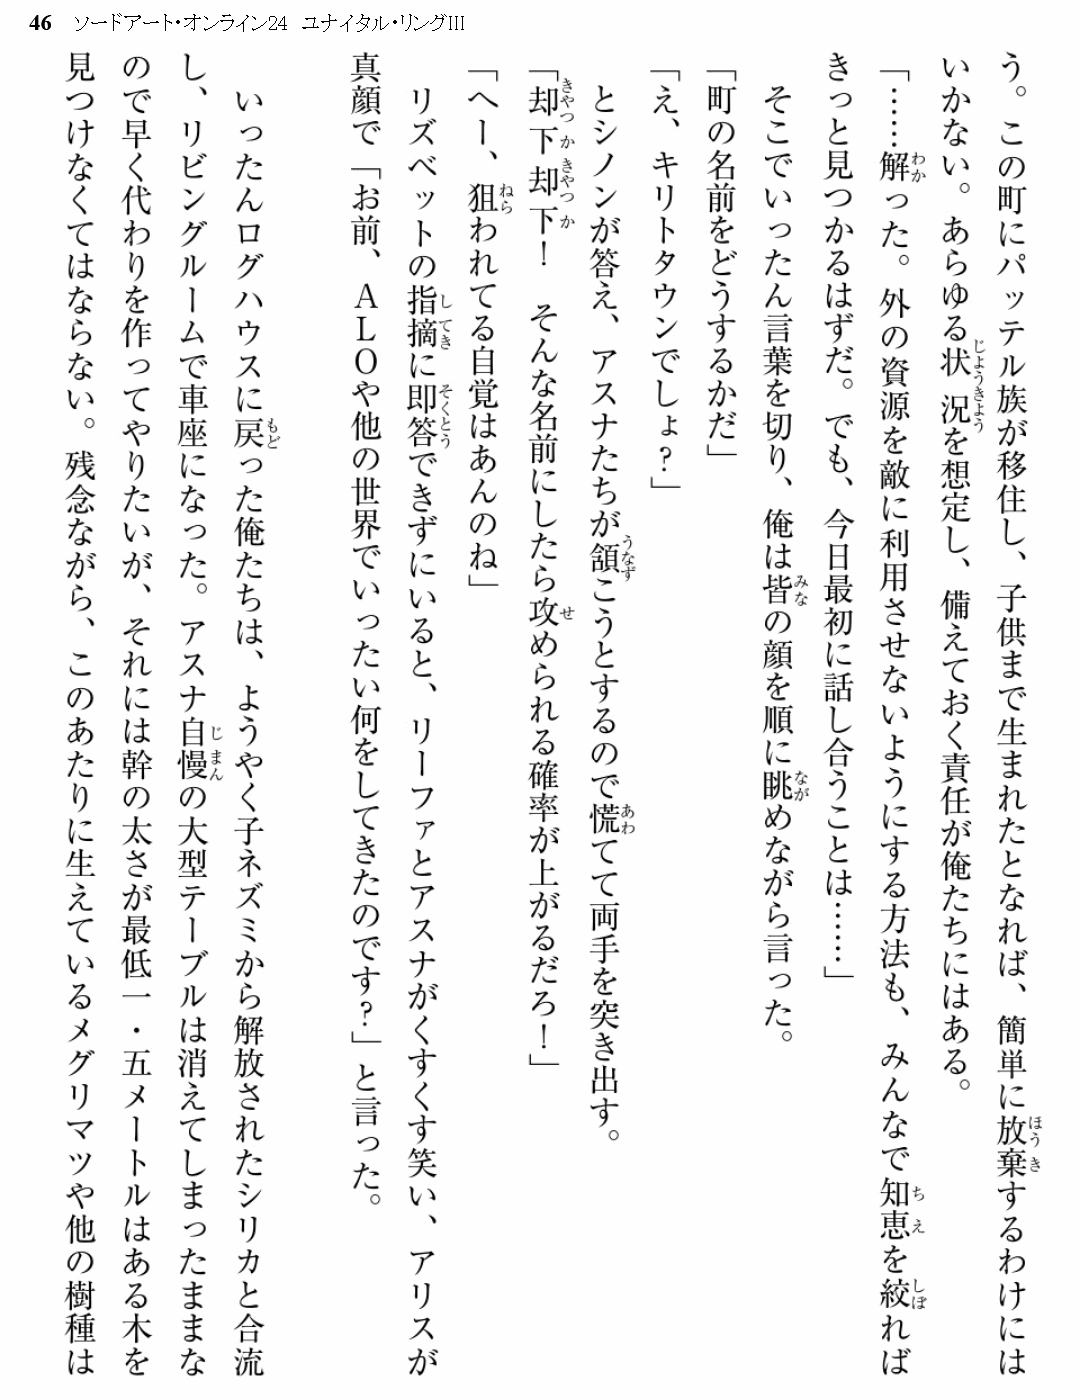 46 ソードアート・オンライン24 ユナイタル・リングIII
う。この町にパッテル族が移住し、子供まで生まれたとなれば、簡単に放棄するわけには
いかない。あらゆる状況を想定し、備えておく責任が俺たちにはある。
「……解った。外の資源を敵に利用させないようにする方法も、みんなで知恵を絞れば
きっと見つかるはずだ。でも、今日最初に話し合うことは……」
そこでいったん言葉を切り、俺は皆の顔を順に眺めながら言った。
「町の名前をどうするかだ」
「え、キリトタウンでしょ?」
とシノンが答え、アスナたちが頷こうとするので慌てて両手を突き出す。
「却下却下! そんな名前にしたら攻められる確率が上がるだろ!」
「へー、狙われてる自覚はあんのね」
リズベットの指摘に即答できずにいると、リーファとアスナがくすくす笑い、アリスが
真顔で「お前、ALOや他の世界でいったい何をしてきたのです?」と言った。
いったんログハウスに戻った俺たちは、ようやく子ネズミから解放されたシリカと合流
し、リビングルームで車座になった。アスナ自慢の大型テーブルは消えてしまったままな
ので早く代わりを作ってやりたいが、それには幹の太さが最低一・五メートルはある木を
見つけなくてはならない。残念ながら、このあたりに生えているメグリマツや他の樹種は